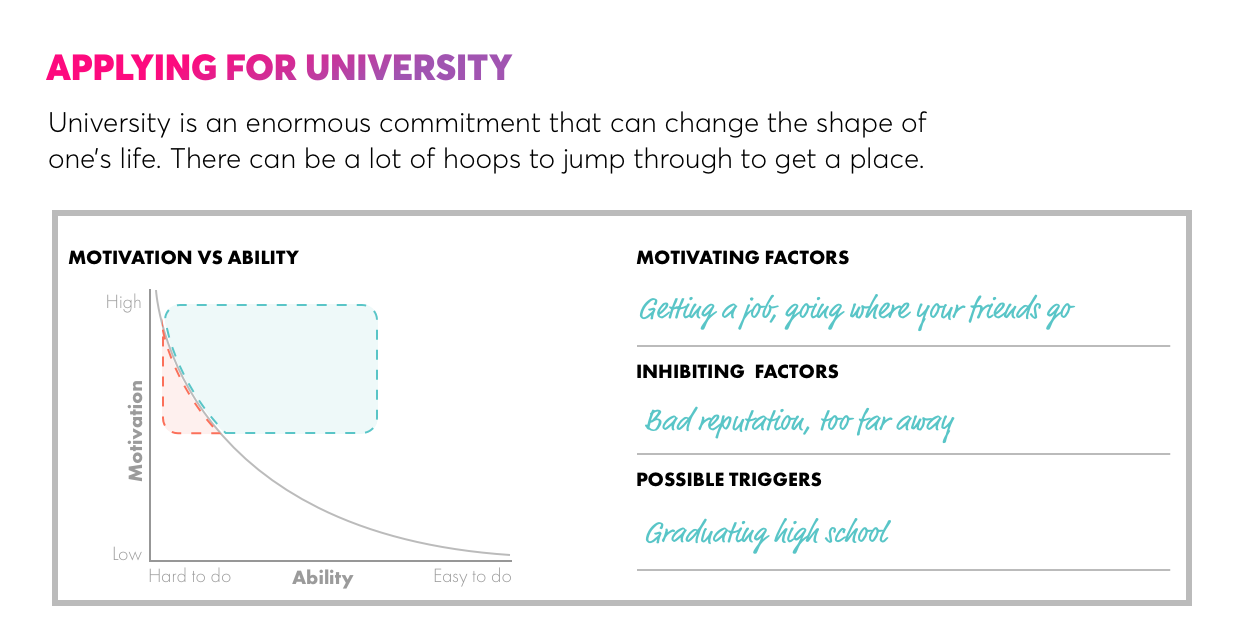 APPLYING FOR UNIVERSITY
University is an enormous commitment that can change the shape of
one's life. There can be a lot of hoops to jump through to get a place.
MOTIVATION VS ABILITY
High
Motivation
Low
Hard to do
Ability
Easy to do
MOTIVATING FACTORS
Getting a job, going where your friends go
INHIBITING FACTORS
Bad reputation, too far away
POSSIBLE TRIGGERS
Graduating high school